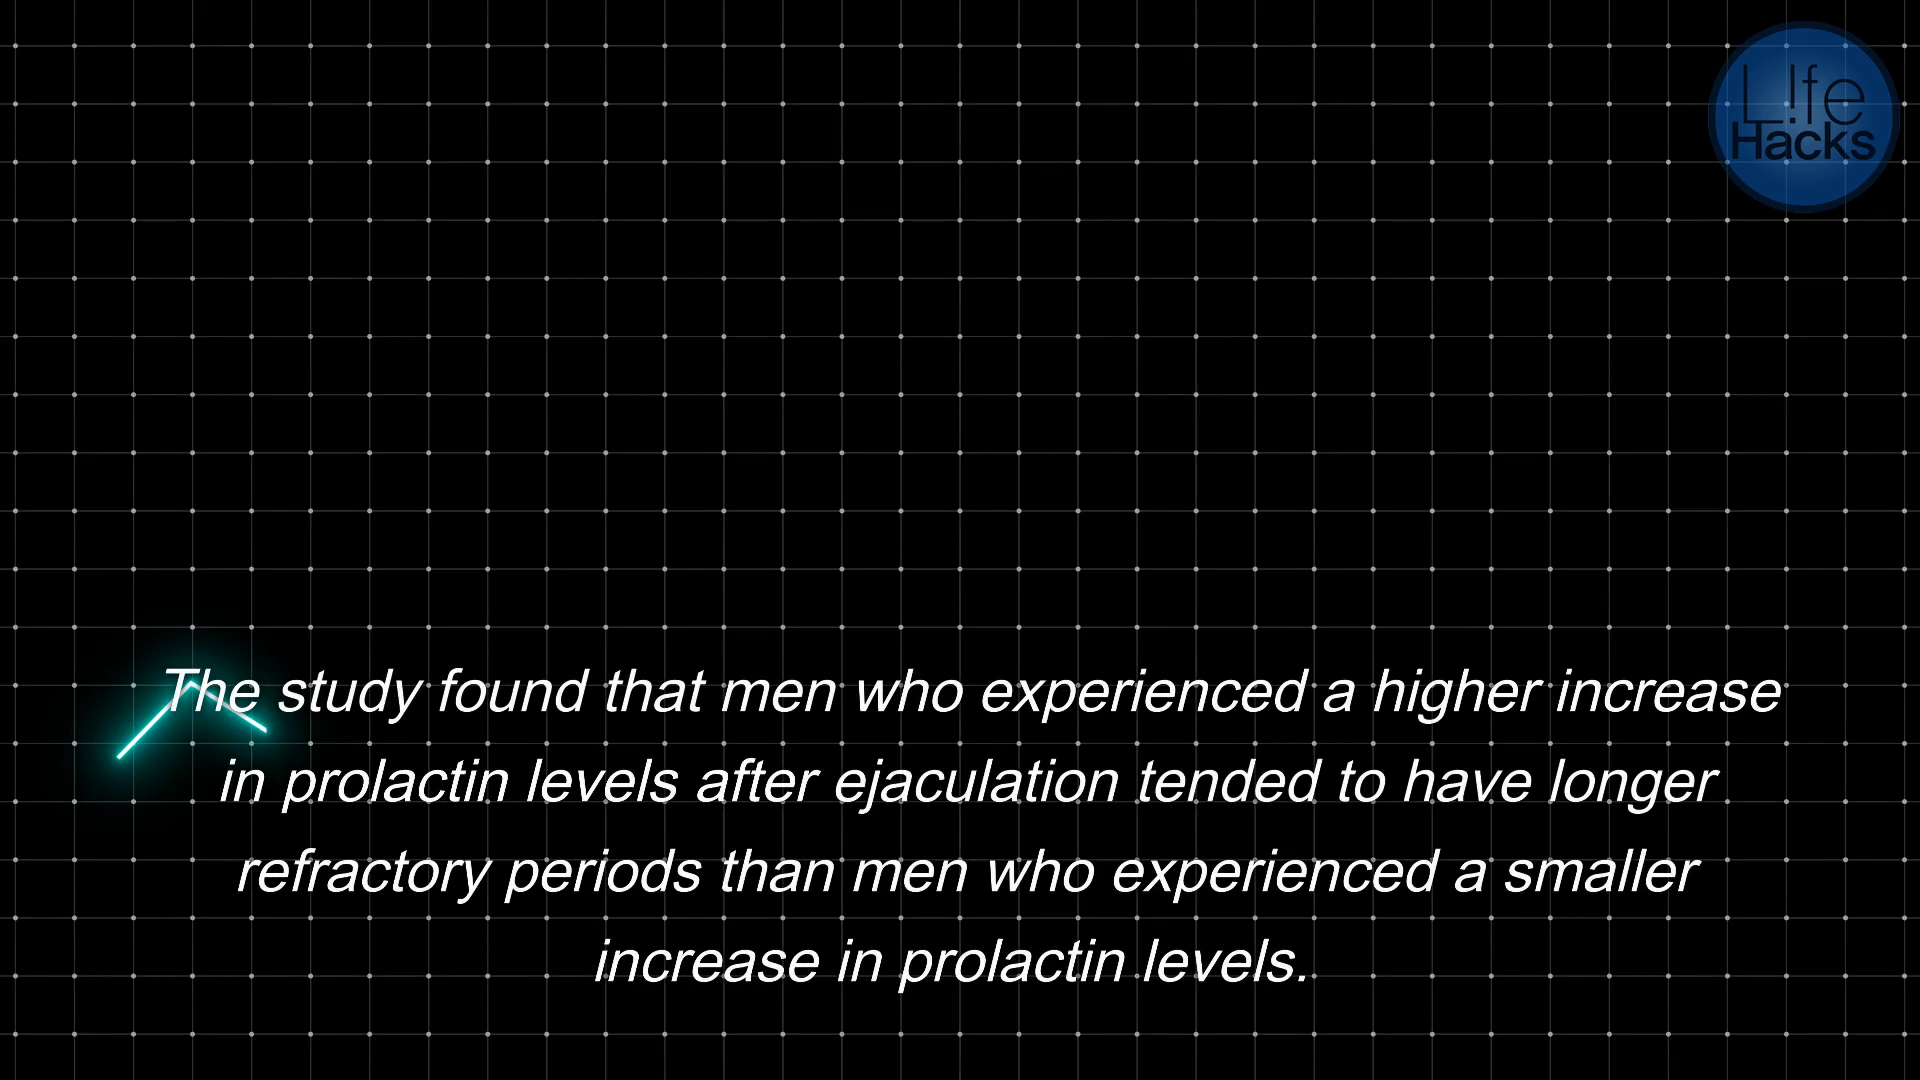 L!fe
Hacks
The study found that men who experienced a higher increase
in prolactin levels after ejaculation tended to have longer
refractory periods than men who experienced a smaller
increase in prolactin levels.